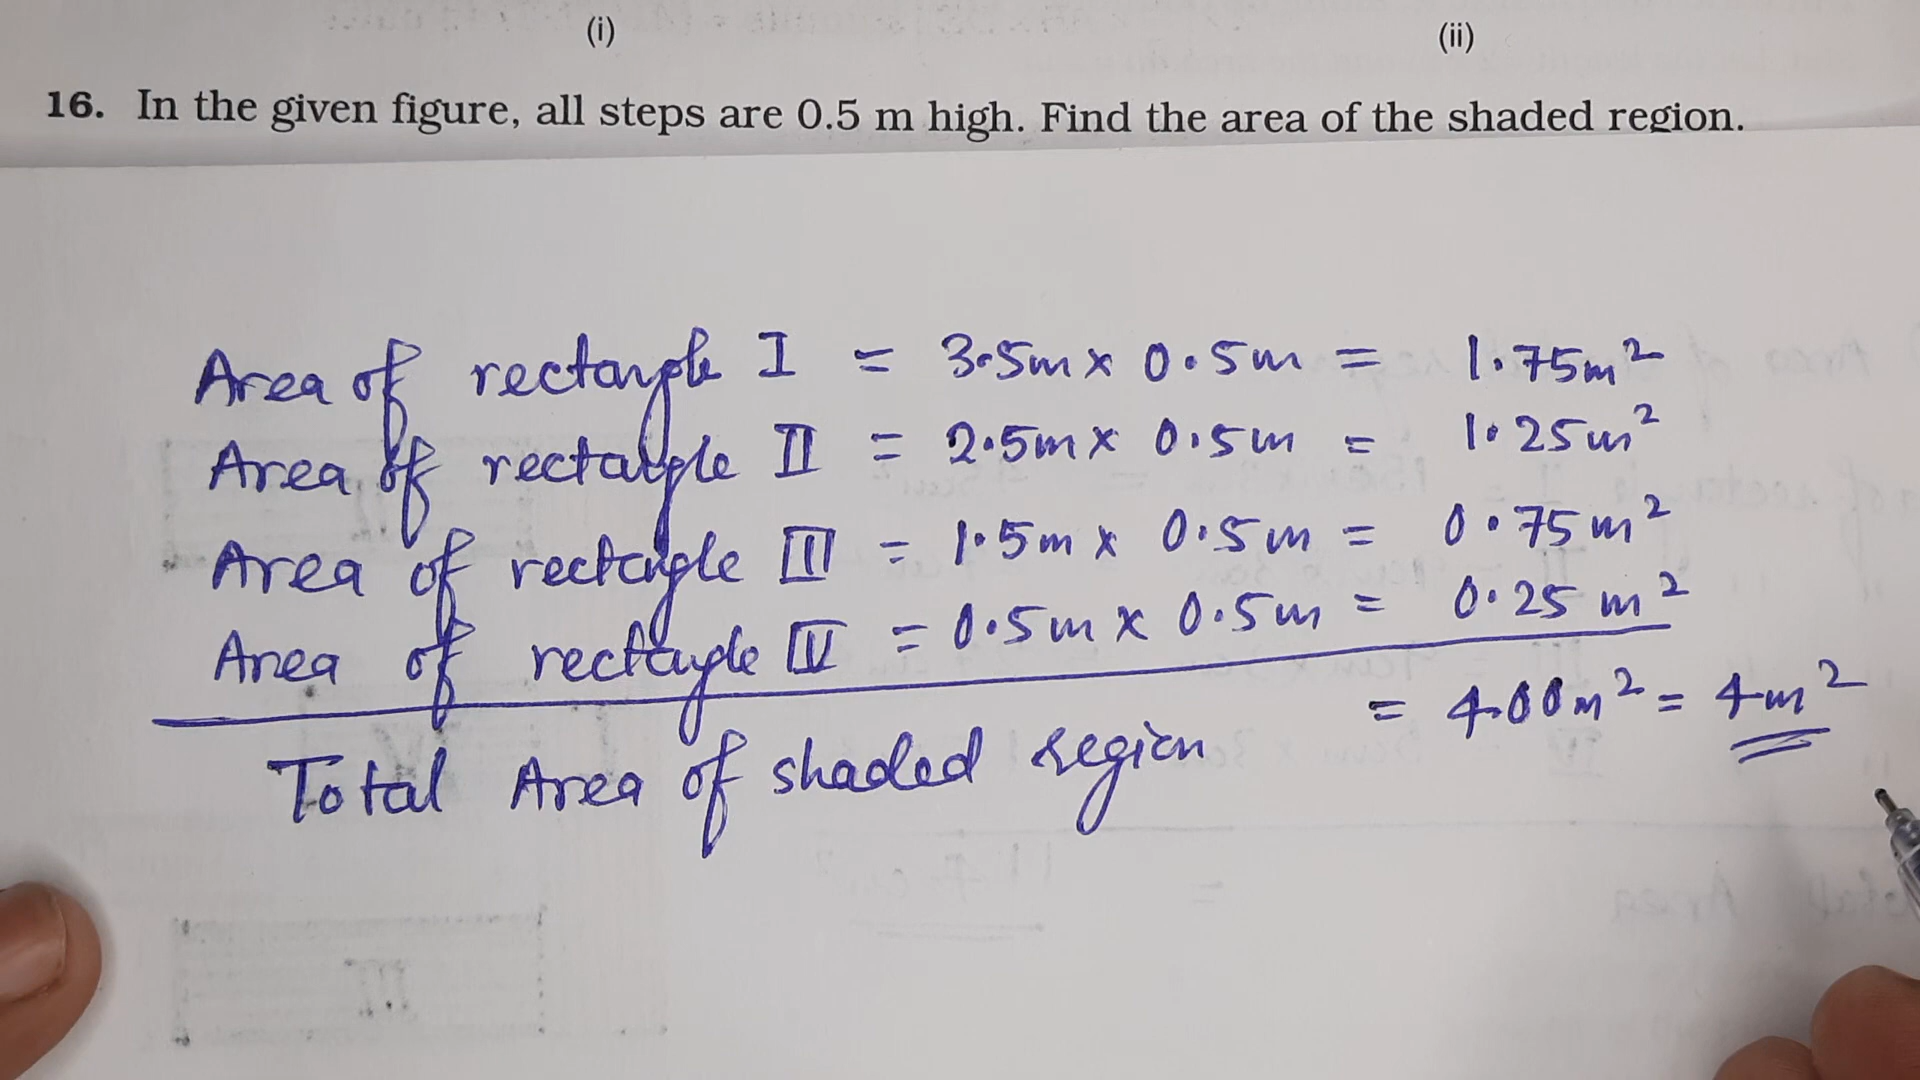 (i) (ii)
16. In the given figure, all steps are 0.5 m high. Find the area of the shaded region.
Area of rectangle I = 3.5m x 0.5m = 1.75m²
Area of rectangle II = 2.5m x 0.5m = 1.25m²
Area of rectangle III = 1.5m x 0.5m = 0.75m²
Area of rectangle IV = 0.5m x 0.5m = 0.25 m²
Total Area of shaded region = 4.00m² = 4m²